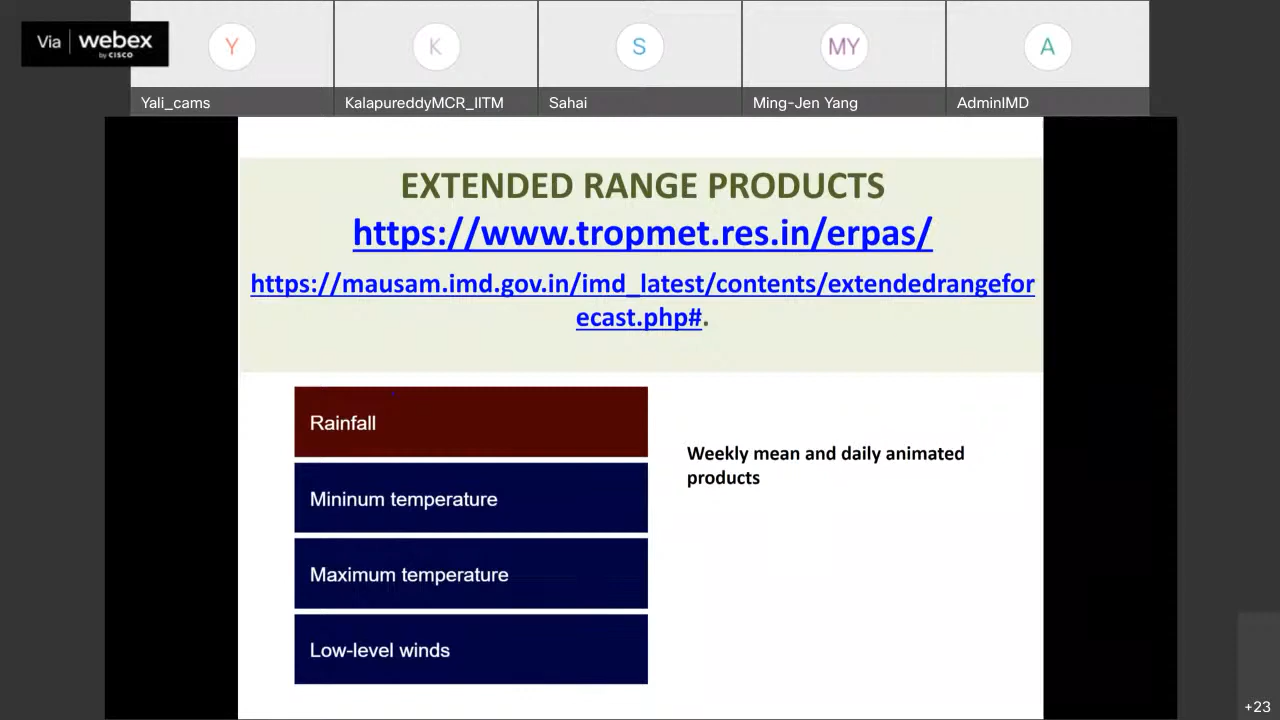 Via webex
by CISCO
Y
K
S
MY
A
Yali_cams
KalapureddyMCR_IITM
Sahai
Ming-Jen Yang
AdminIMD
EXTENDED RANGE PRODUCTS
https://www.tropmet.res.in/erpas/
https://mausam.imd.gov.in/imd_latest/contents/extendedrangefor
ecast.php#.
Rainfall
Mininum temperature
Maximum temperature
Low-level winds
Weekly mean and daily animated
products
+23